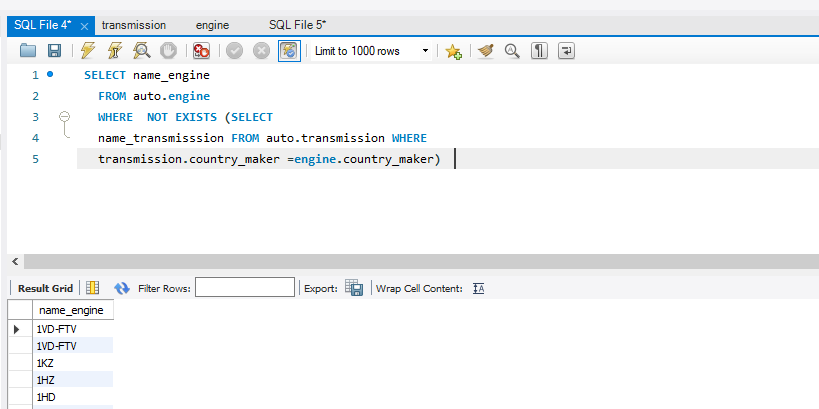 SQL File 4* × transmission engine SQL File 5*
Limit to 1000 rows
1 SELECT name_engine
2 FROM auto.engine
3 WHERE NOT EXISTS (SELECT
4 name_transmisssion FROM auto.transmission WHERE
5 transmission.country_maker =engine.country_maker)
Result Grid Filter Rows: Export: Wrap Cell Content: IA
name_engine
1VD-FTV
1VD-FTV
1KZ
1HZ
1HD